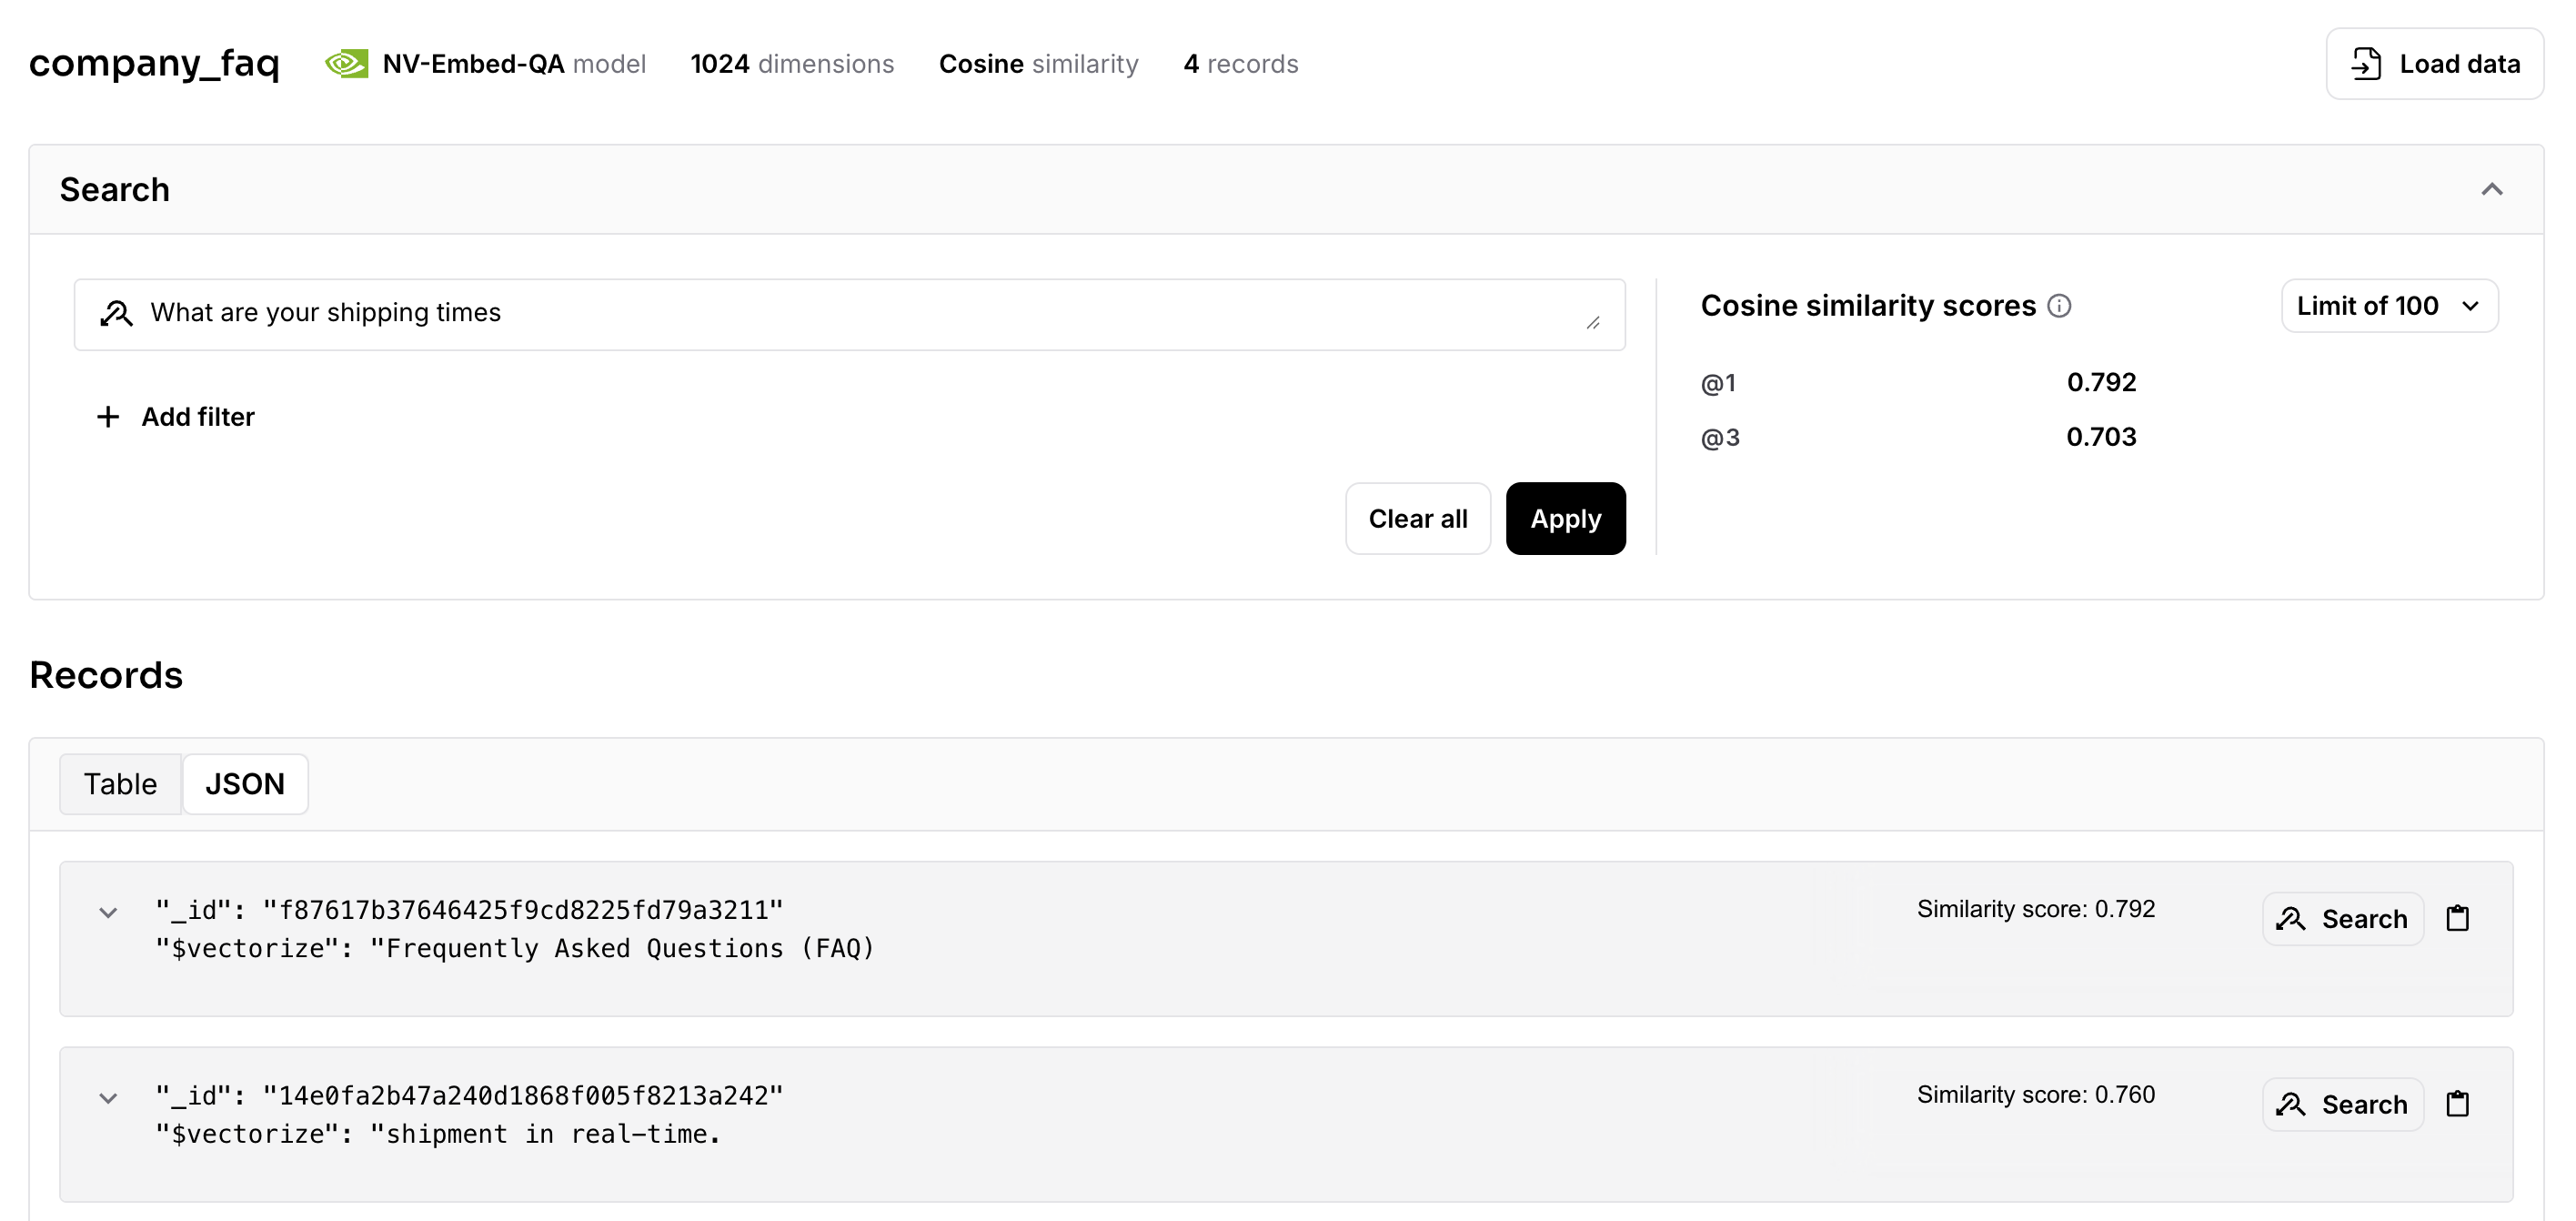 company_faq NV-Embed-QA model 1024 dimensions Cosine similarity 4 records Load data
Search
What are your shipping times
Add filter
Clear all Apply
Cosine similarity scores Limit of 100
@1 0.792
@3 0.703
Records
Table JSON
"_id": "f87617b37646425f9cd8225fd79a3211" Similarity score: 0.792 Search
"$vectorize": "Frequently Asked Questions (FAQ)
"_id": "14e0fa2b47a240d1868f005f8213a242" Similarity score: 0.760 Search
"$vectorize": "shipment in real-time.